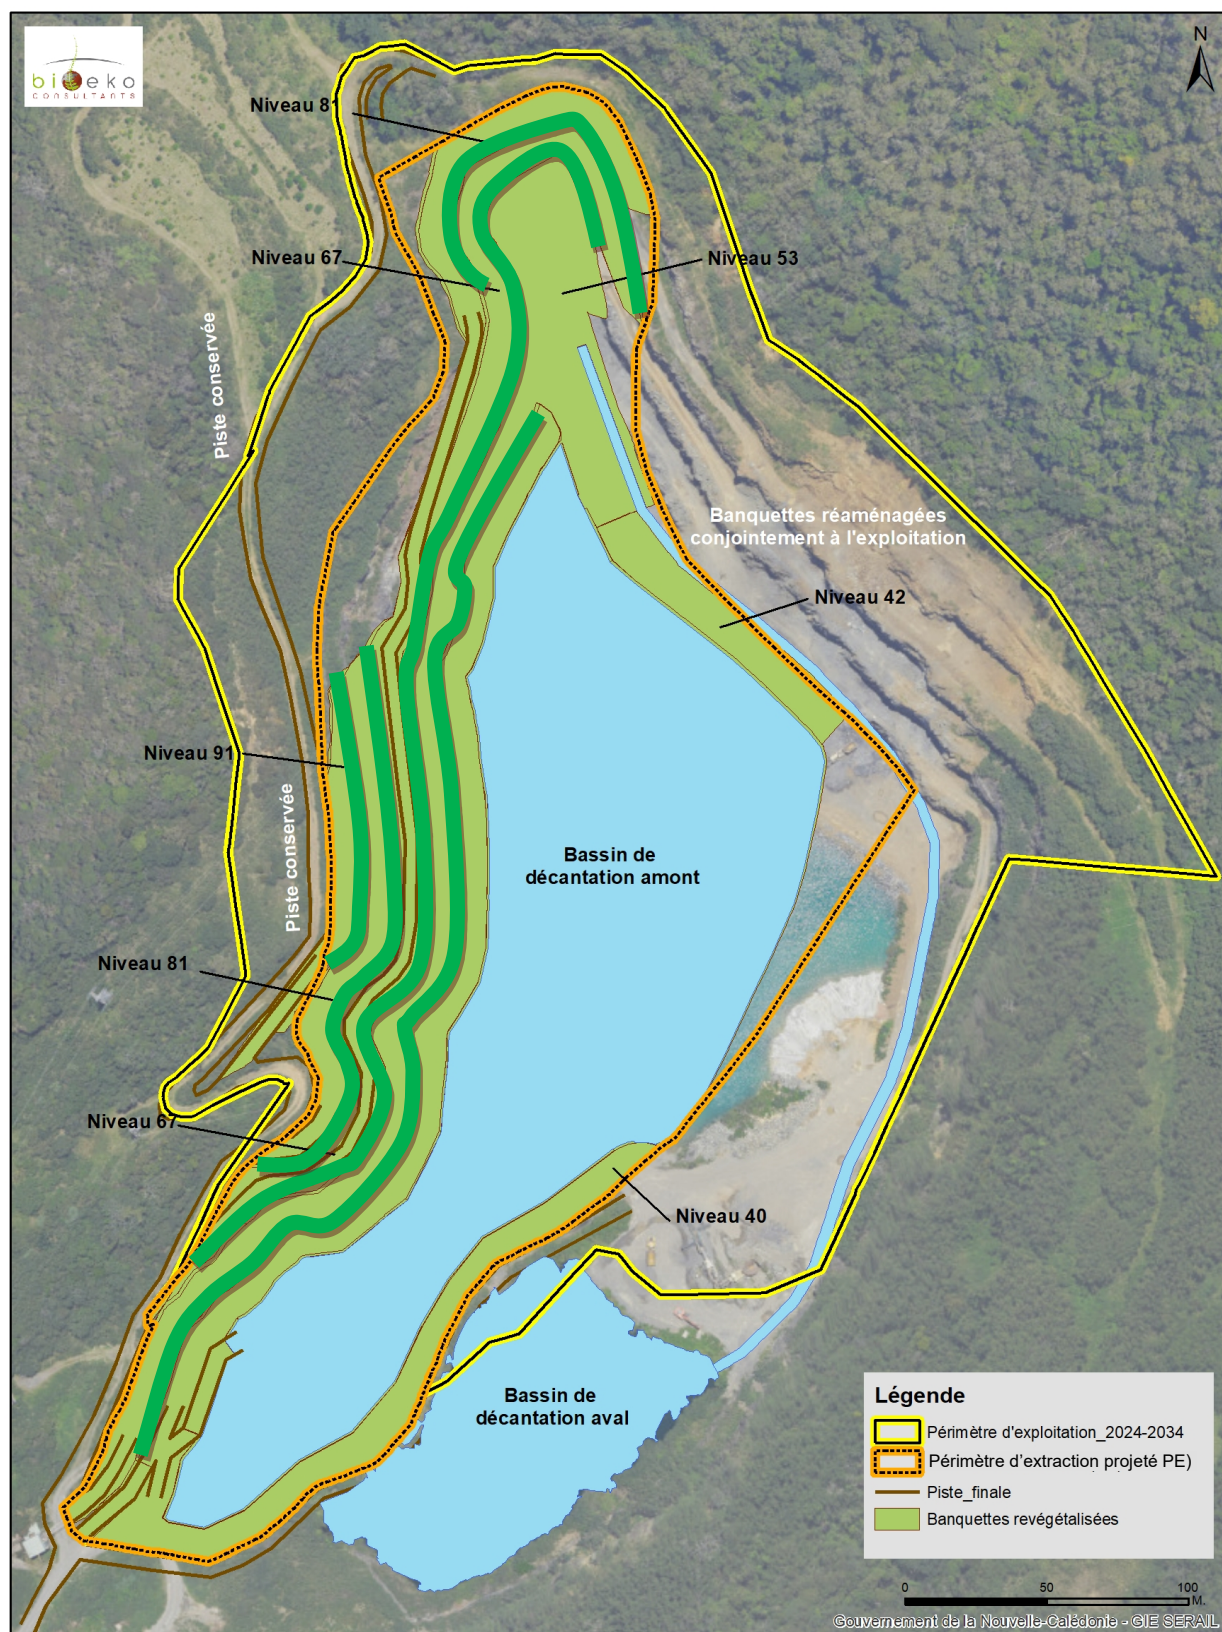 bioeko
CONSULTANTS
N
Niveau 81
Niveau 67
Niveau 53
Piste conservée
Banquettes réaménagées
conjointement à l'exploitation
Niveau 42
Niveau 91
Piste conservée
Bassin de
décantation amont
Niveau 81
Niveau 67
Niveau 40
Bassin de
décantation aval
Légende
Périmètre d'exploitation_2024-2034
Périmètre d'extraction projeté PE)
Piste_finale
Banquettes revégétalisées
0 50 100
M.
Gouvernement de la Nouvelle-Calédonie - GIE SERAIL